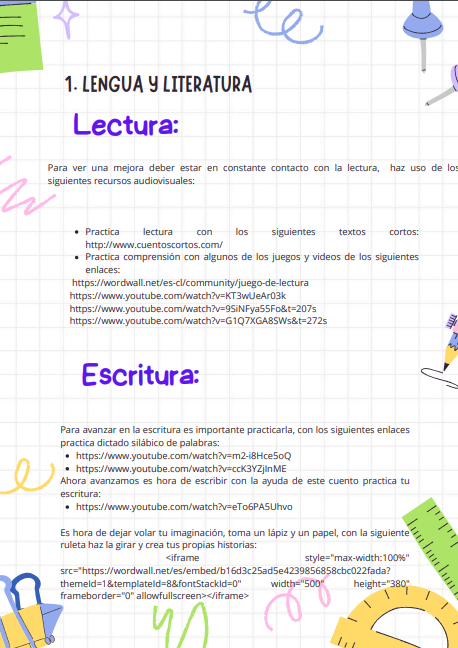 1. LENGUA Y LITERATURA
Lectura:
Para ver una mejora deber estar en constante contacto con la lectura, haz uso de los
siguientes recursos audiovisuales:
• Practica lectura con los siguientes textos cortos:
http://www.cuentoscortos.com/
• Practica comprensión con algunos de los juegos y videos de los siguientes
enlaces:
https://wordwall.net/es-cl/community/juego-de-lectura
https://www.youtube.com/watch?v=KT3wUeAr03k
https://www.youtube.com/watch?v=9SiNFya55Fo&t=207s
https://www.youtube.com/watch?v=G1Q7XGA8SWs&t=272s
Escritura:
Para avanzar en la escritura es importante practicarla, con los siguientes enlaces
practica dictado silábico de palabras:
• https://www.youtube.com/watch?v=m2-i8Hce5oQ
• https://www.youtube.com/watch?v=ccK3YZjlnME
Ahora avanzamos es hora de escribir con la ayuda de este cuento practica tu
escritura:
• https://www.youtube.com/watch?v=eTo6PA5Uhvo
Es hora de dejar volar tu imaginación, toma un lápiz y un papel, con la siguiente
ruleta haz la girar y crea tus propias historias:
<iframe style="max-width:100%"
src="https://wordwall.net/es/embed/b16d3c25ad5e4239856858cbc022fada?
themeId=1&templateId=8&fontStackId=0" width="500" height="380"
frameborder="0" allowfullscreen></iframe>